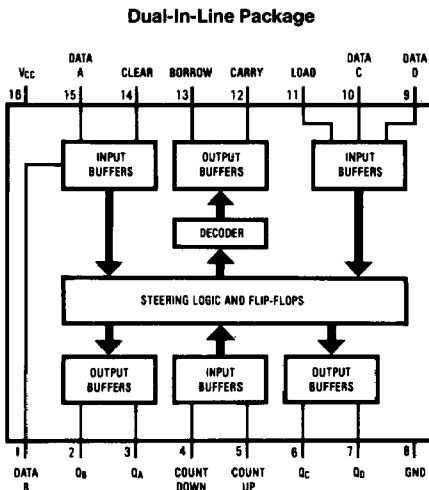 Dual-In-Line Package
DATA DATA DATA
VCC A CLEAR BORROW CARRY LOAD C D
16 15 14 13 12 11 10 9
INPUT OUTPUT INPUT
BUFFERS BUFFERS BUFFERS
DECODER
STEERING LOGIC AND FLIP-FLOPS
OUTPUT INPUT OUTPUT
BUFFERS BUFFERS BUFFERS
1 2 3 4 5 6 7 8
DATA QB QA COUNT COUNT QC QD GND
B DOWN UP